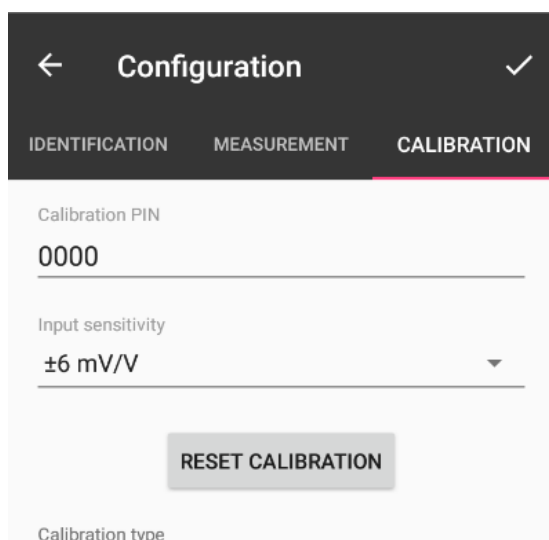 Configuration
IDENTIFICATION MEASUREMENT CALIBRATION
Calibration PIN
0000
Input sensitivity
±6 mV/V
RESET CALIBRATION
Calibration type